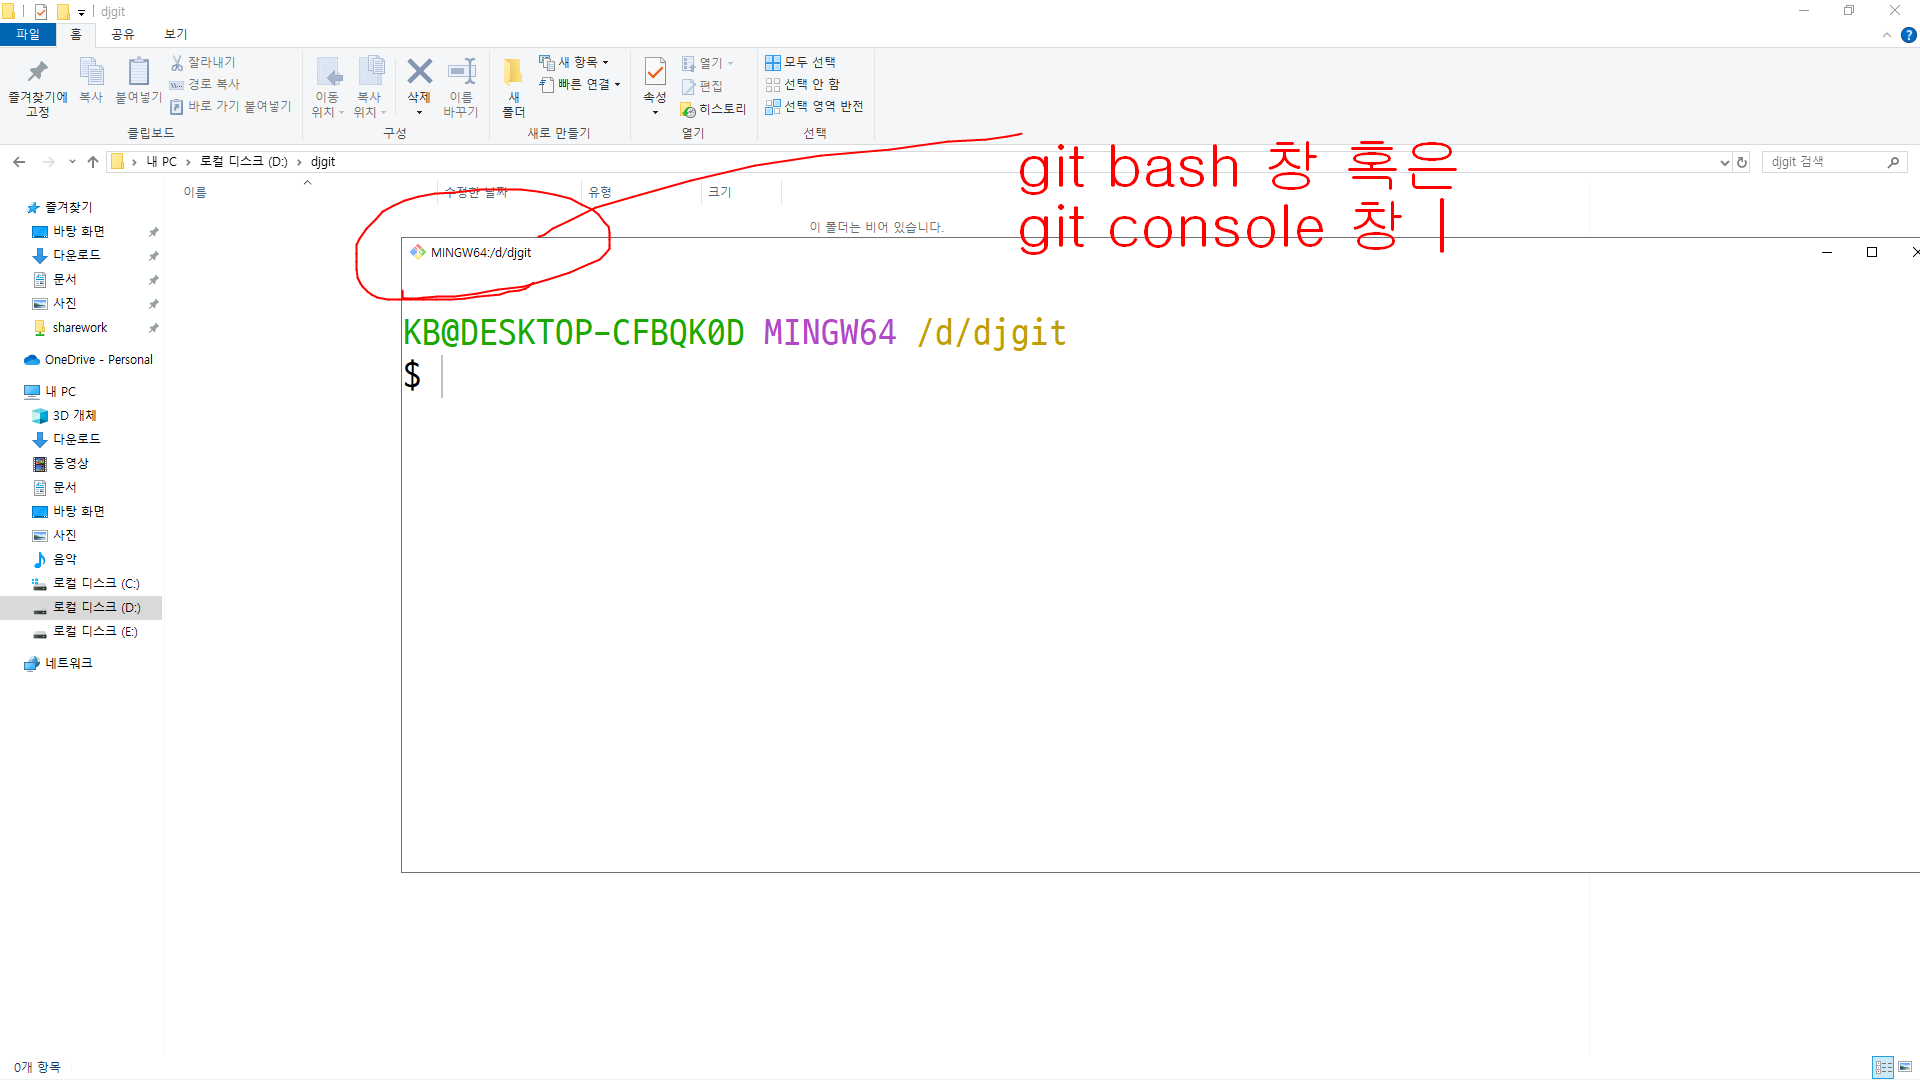 djgit
파일 홈 공유 보기
즐겨찾기에 고정
복사
붙여넣기
잘라내기
경로 복사
바로 가기 붙여넣기
클립보드
이동 위치
복사 위치
삭제
이름 바꾸기
구성
새 폴더
새 항목
빠른 연결
새로 만들기
속성
열기
편집
히스토리
열기
모두 선택
선택 안 함
선택 영역 반전
선택
내 PC > 로컬 디스크 (D:) > djgit
djgit 검색
이름 수정한 날짜 유형 크기
이 폴더는 비어 있습니다.
git bash 창 혹은
git console 창
즐겨찾기
바탕 화면
다운로드
문서
사진
sharework
OneDrive - Personal
내 PC
3D 개체
다운로드
동영상
문서
바탕 화면
사진
음악
로컬 디스크 (C:)
로컬 디스크 (D:)
로컬 디스크 (E:)
네트워크
MINGW64:/d/djgit
KB@DESKTOP-CFBQK0D MINGW64 /d/djgit
$
0개 항목